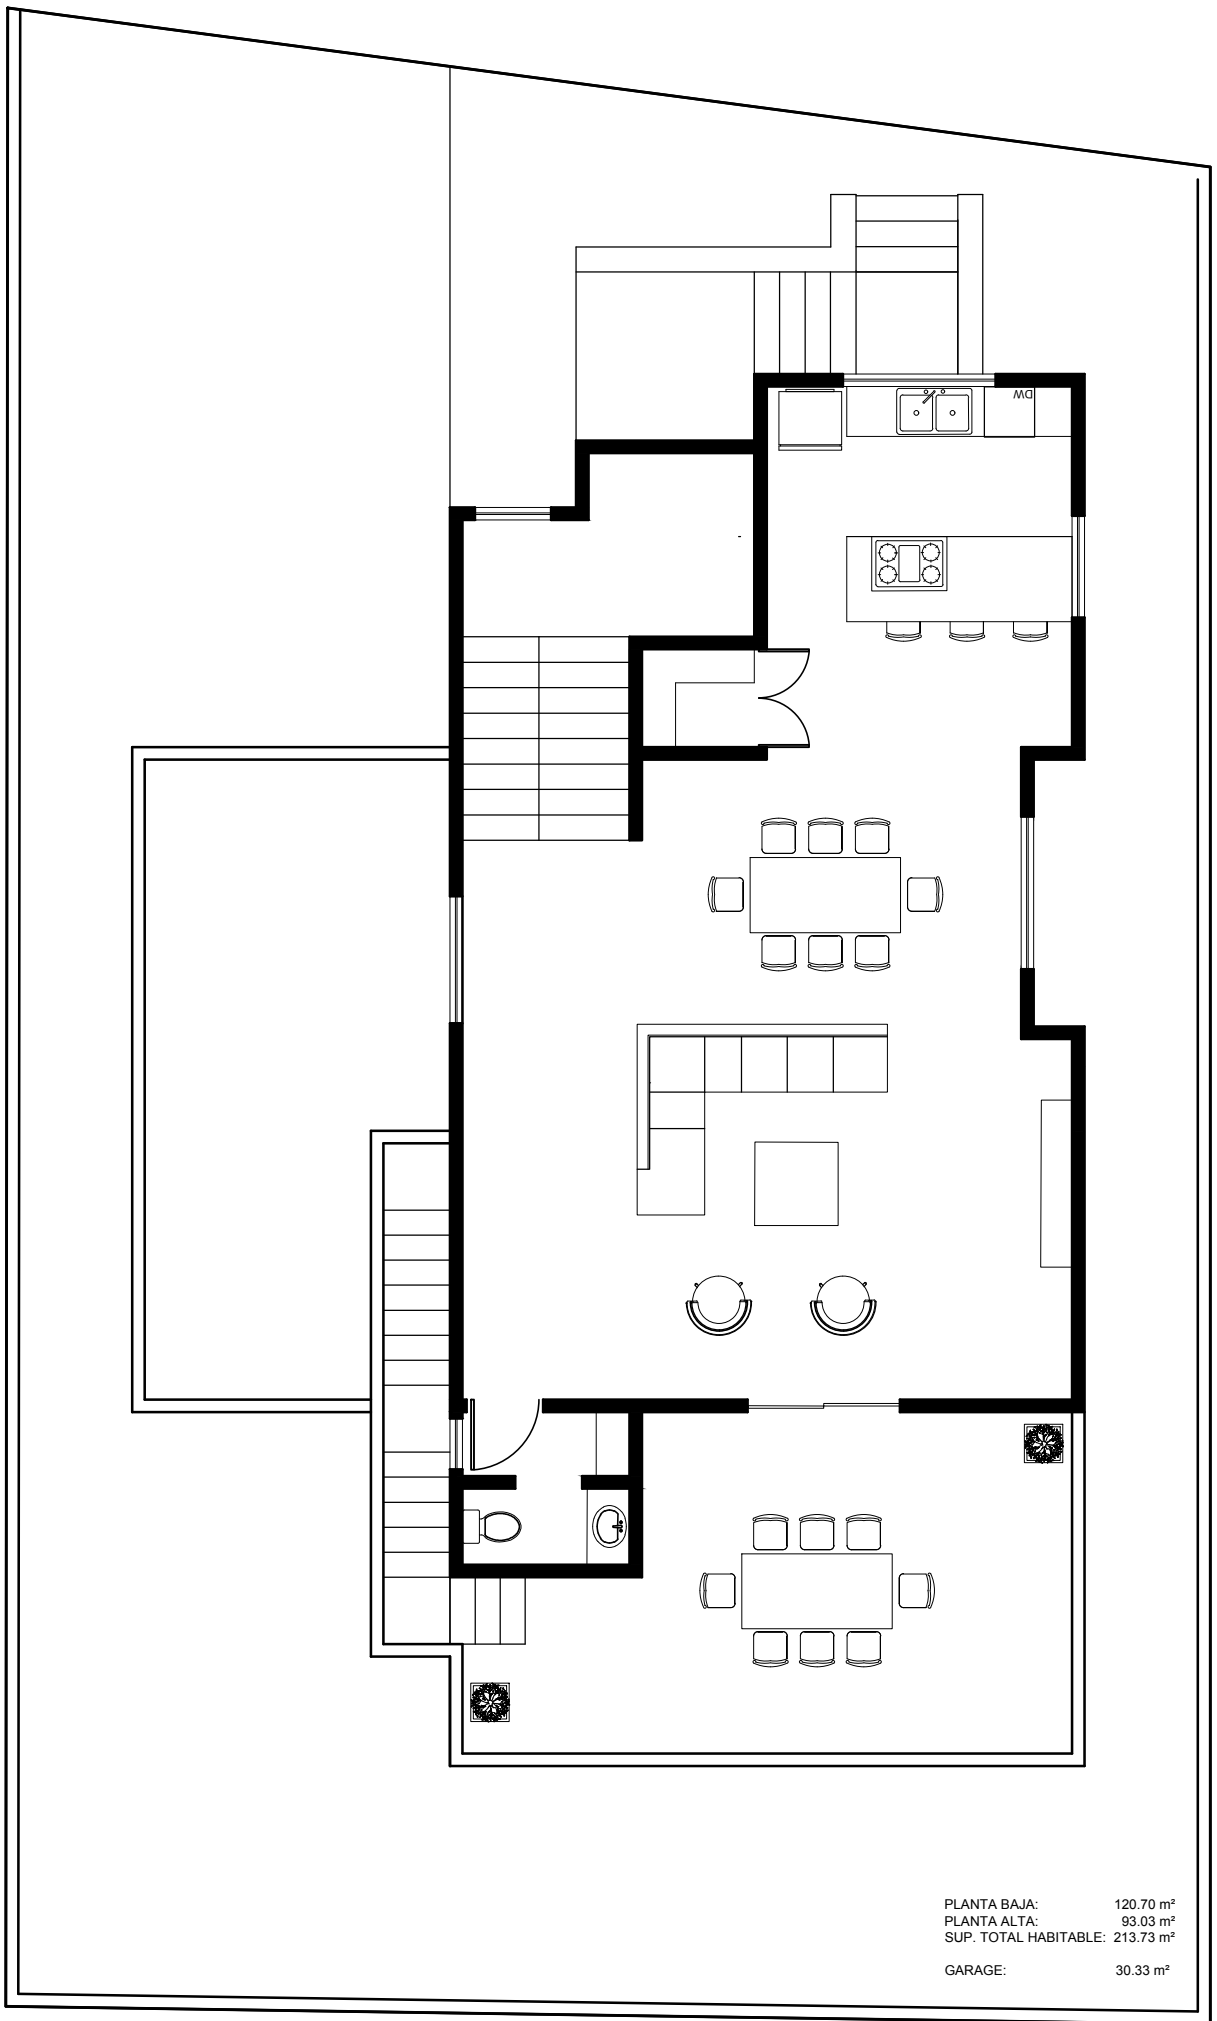 DW
PLANTA BAJA: 120.70 m²
PLANTA ALTA: 93.03 m²
SUP. TOTAL HABITABLE: 213.73 m²
GARAGE: 30.33 m²